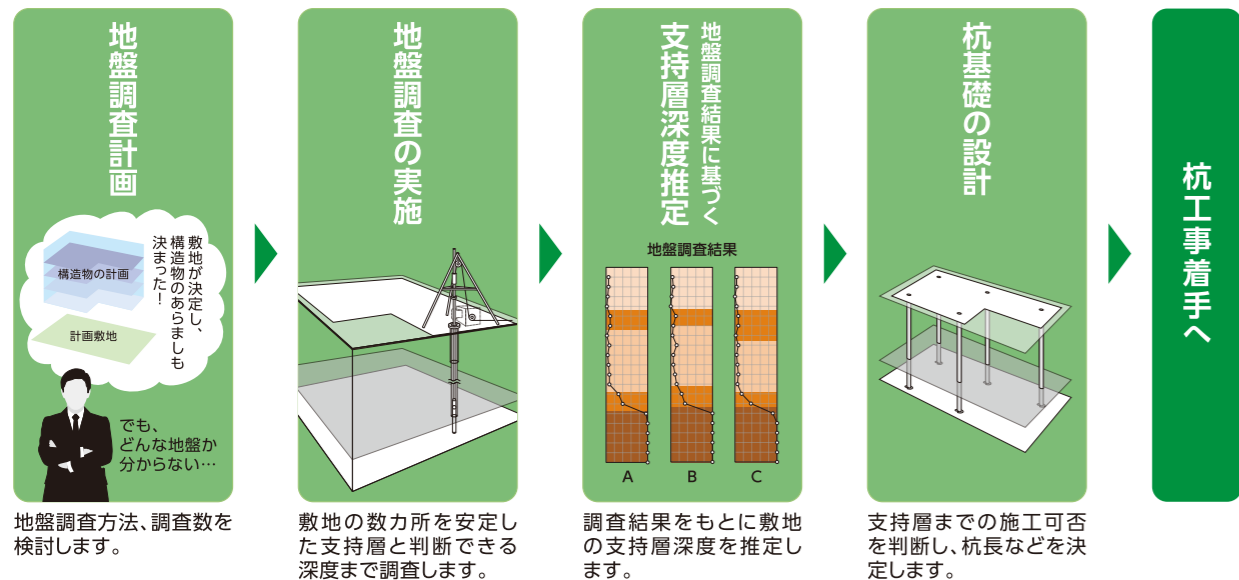 地盤調査計画
敷地が決定し、
構造物のあらましも
決まった！
構造物の計画
計画敷地
でも、
どんな地盤か
分からない…
地盤調査方法、調査数を
検討します。
地盤調査の実施
敷地の数カ所を安定し
た支持層と判断できる
深度まで調査します。
地盤調査結果に基づく
支持層深度推定
地盤調査結果
A
B
C
調査結果をもとに敷地
の支持層深度を推定し
ます。
杭基礎の設計
支持層までの施工可否
を判断し、杭長などを決
定します。
杭工事着手へ